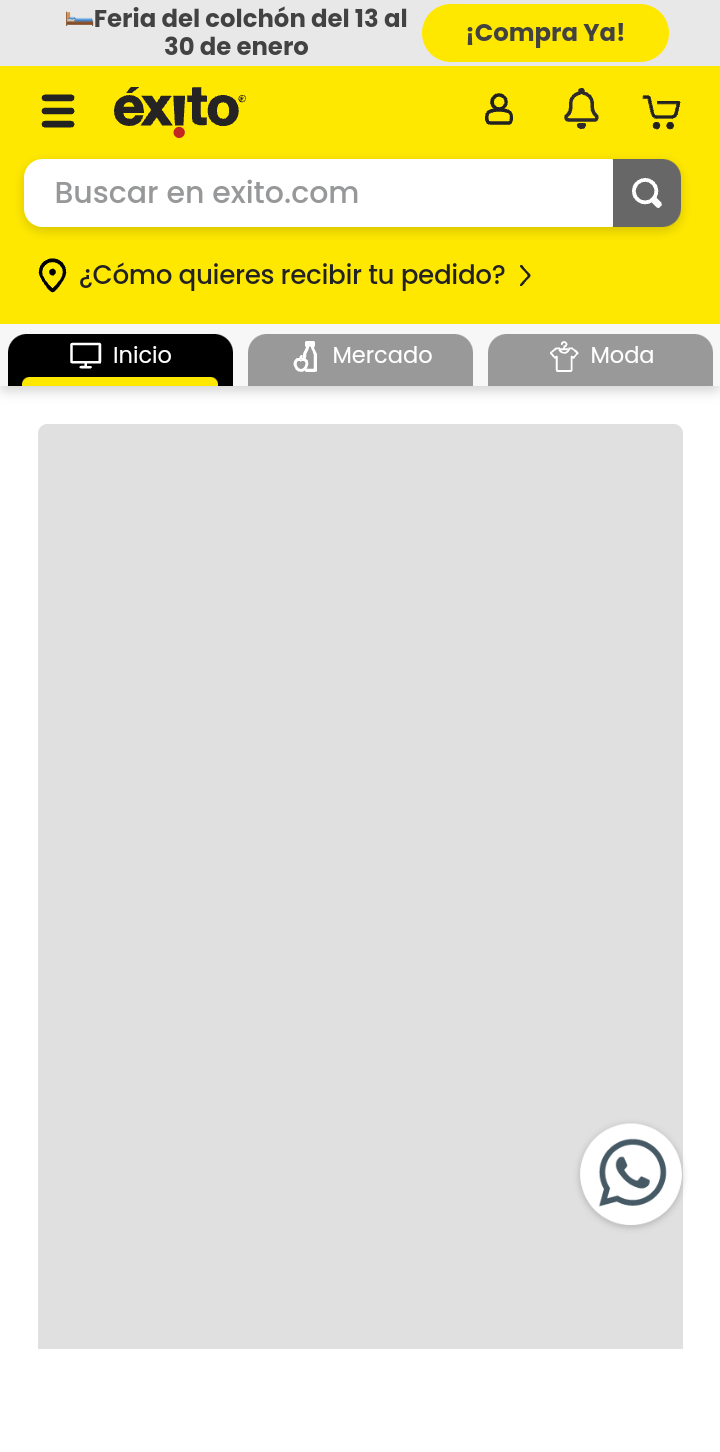 Feria del colchón del 13 al
30 de enero
¡Compra Ya!
éxito®
Buscar en exito.com
¿Cómo quieres recibir tu pedido?
Inicio
Mercado
Moda